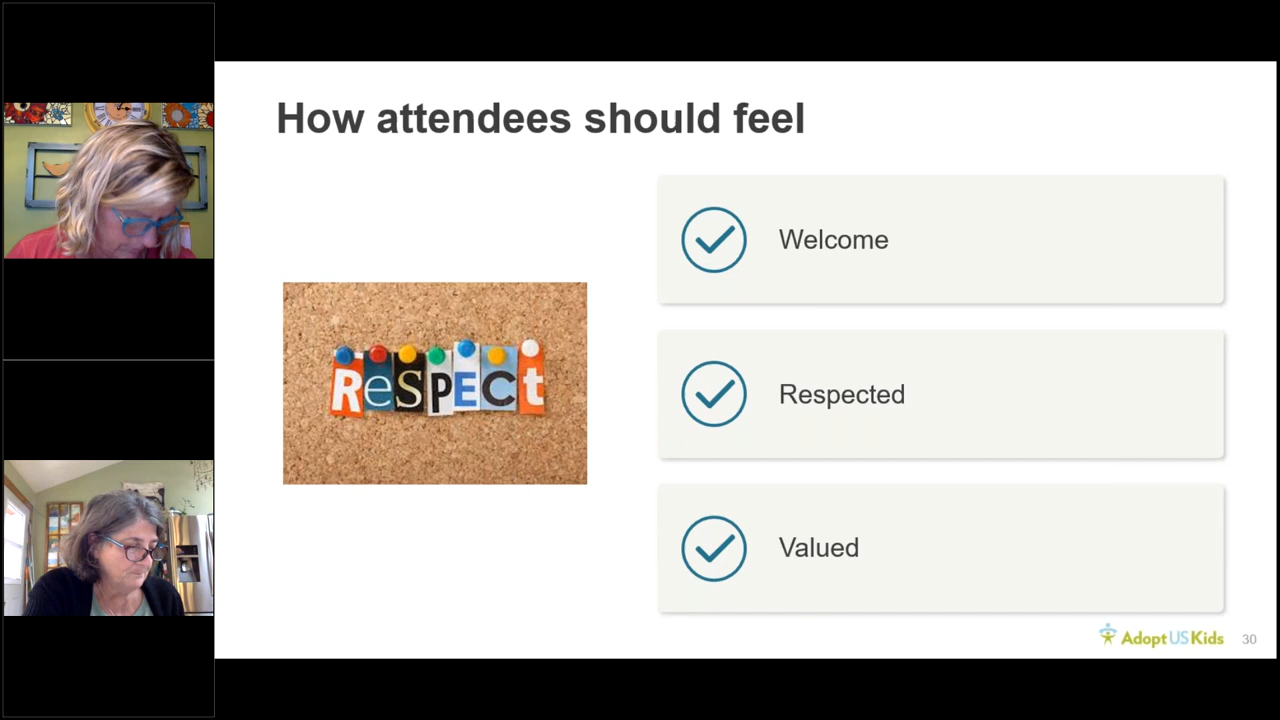 How attendees should feel
Welcome
ReSPECt
Respected
Valued
AdoptUSKids
30